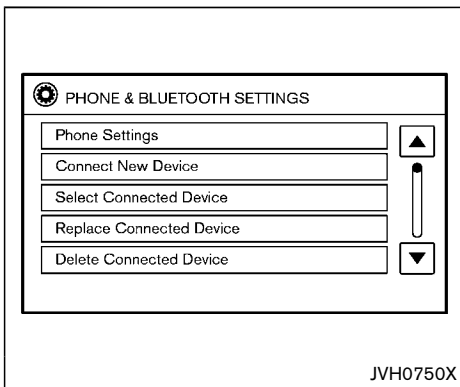 PHONE & BLUETOOTH SETTINGS
Phone Settings
Connect New Device
Select Connected Device
Replace Connected Device
Delete Connected Device
JVH0750X